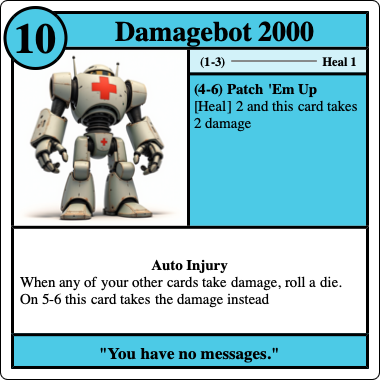 10
Damagebot 2000
(1-3) Heal 1
(4-6) Patch 'Em Up
[Heal] 2 and this card takes
2 damage
Auto Injury
When any of your other cards take damage, roll a die.
On 5-6 this card takes the damage instead
"You have no messages."